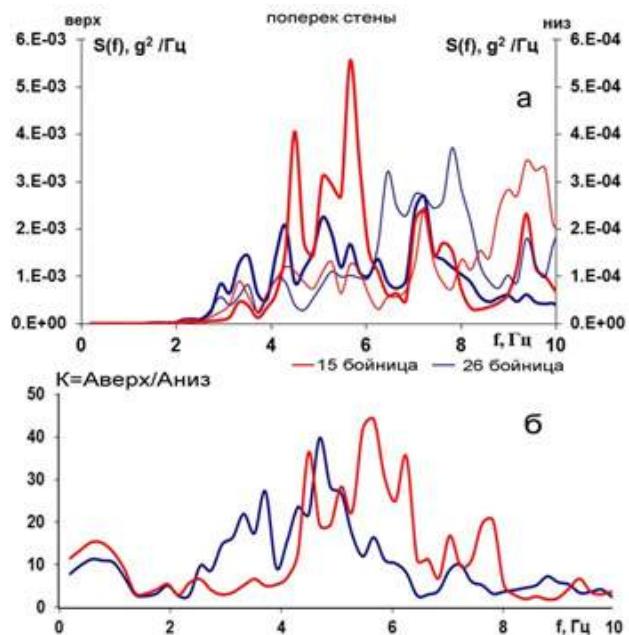 верх поперек стены низ
S(f), g² /Гц S(f), g² /Гц
а
6.E-03 6.E-04
5.E-03 5.E-04
4.E-03 4.E-04
3.E-03 3.E-04
2.E-03 2.E-04
1.E-03 1.E-04
0.E+00 0.E+00
0 2 4 6 8 10
f, Гц
15 бойница 26 бойница
K=Aверх/Aниз
б
50
40
30
20
10
0
0 2 4 6 8 10
f, Гц